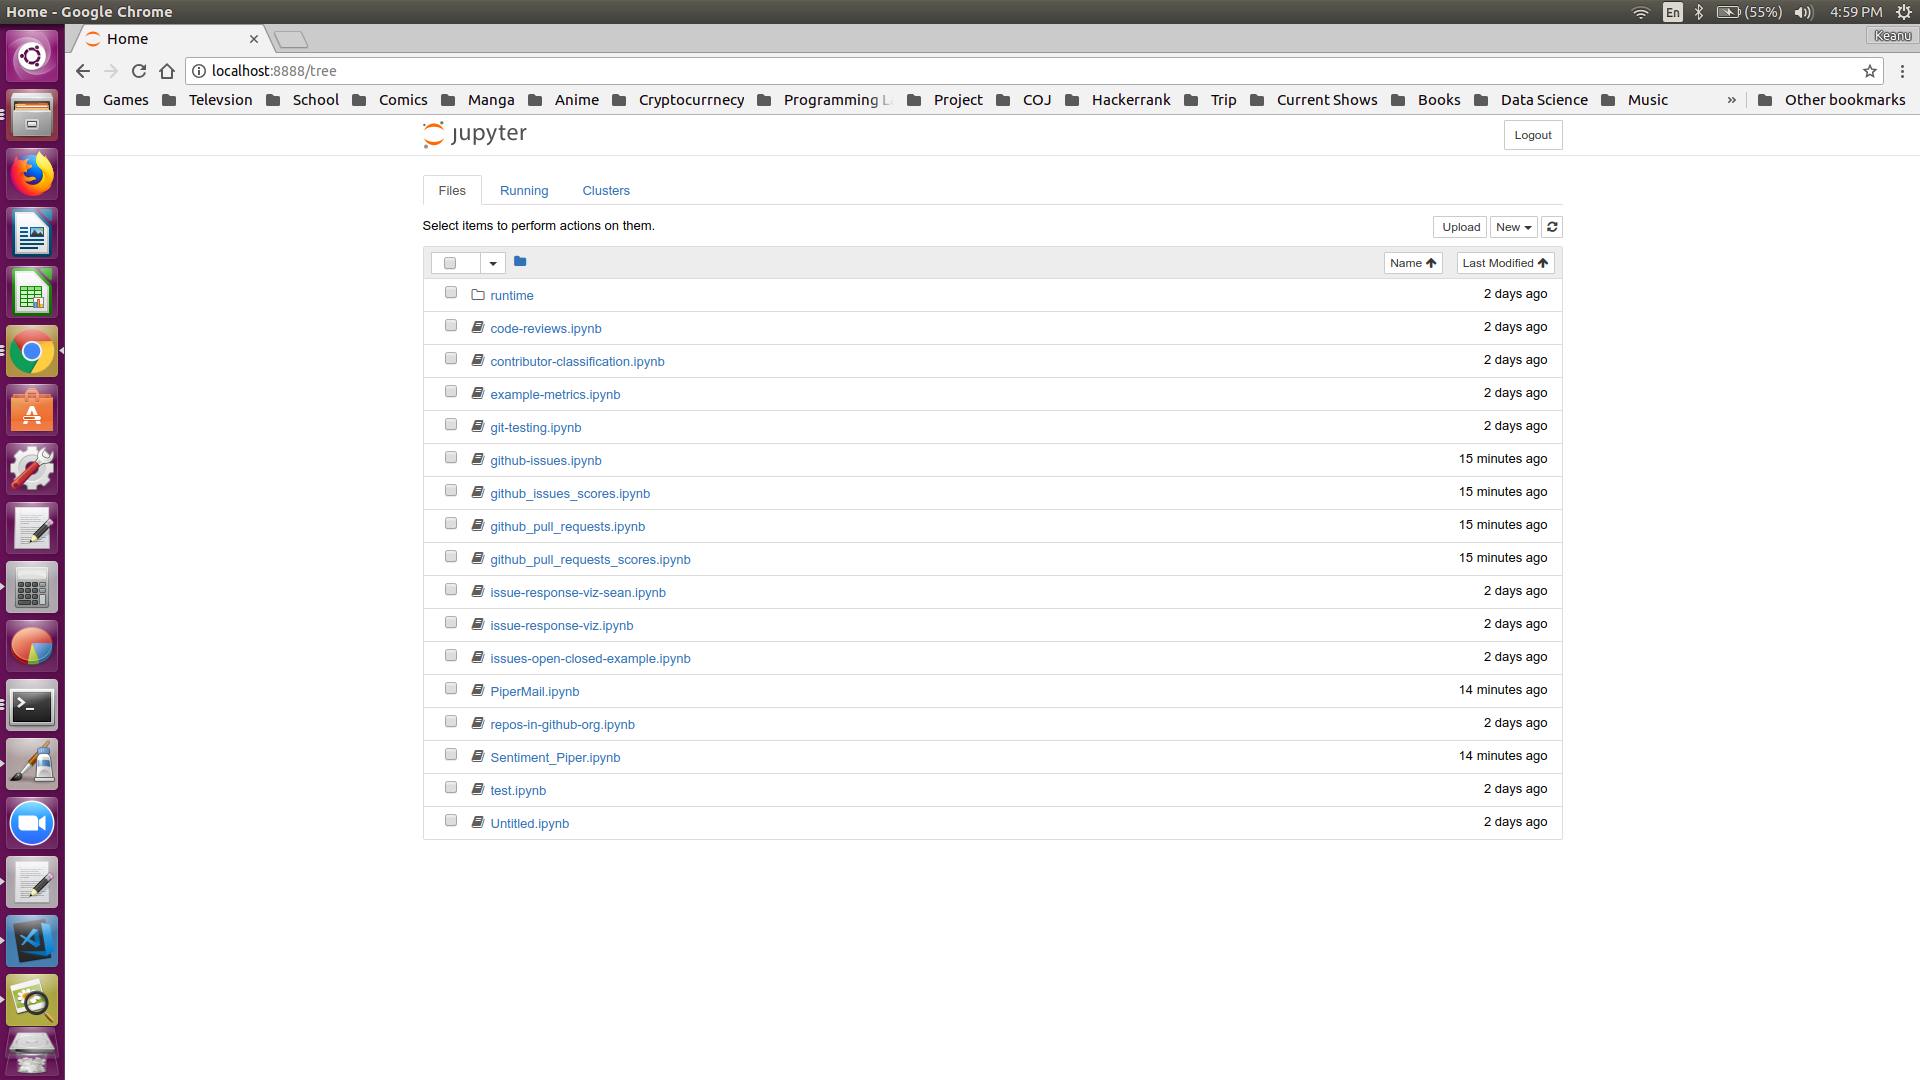 Home - Google Chrome
En (55%) 4:59 PM
Home
Keanu
localhost:8888/tree
Games Televsion School Comics Manga Anime Cryptocurrnecy Programming Project COJ Hackerrank Trip Current Shows Books Data Science Music » Other bookmarks
jupyter
Logout
Files Running Clusters
Select items to perform actions on them.
Upload New
Name Last Modified
runtime 2 days ago
code-reviews.ipynb 2 days ago
contributor-classification.ipynb 2 days ago
example-metrics.ipynb 2 days ago
git-testing.ipynb 2 days ago
github-issues.ipynb 15 minutes ago
github_issues_scores.ipynb 15 minutes ago
github_pull_requests.ipynb 15 minutes ago
github_pull_requests_scores.ipynb 15 minutes ago
issue-response-viz-sean.ipynb 2 days ago
issue-response-viz.ipynb 2 days ago
issues-open-closed-example.ipynb 2 days ago
PiperMail.ipynb 14 minutes ago
repos-in-github-org.ipynb 2 days ago
Sentiment_Piper.ipynb 14 minutes ago
test.ipynb 2 days ago
Untitled.ipynb 2 days ago